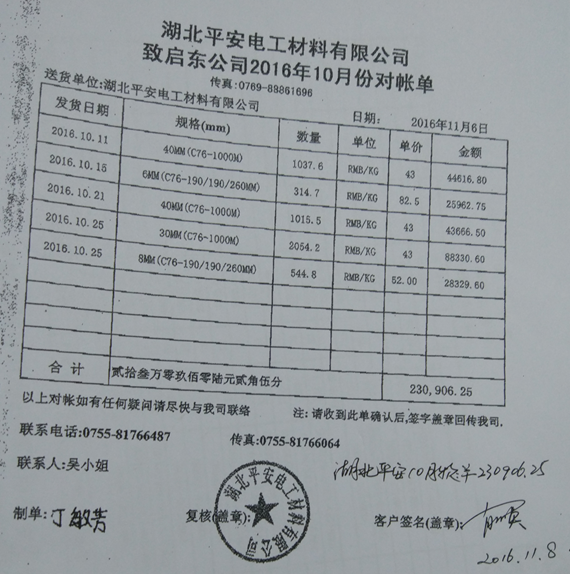 湖北平安电工材料有限公司
致启东公司2016年10月份对帐单
传真:0769-88861696
送货单位:湖北平安电工材料有限公司 日期: 2016年11月6日
发货日期 规格(mm) 数量 单位 单价 金额
2016.10.11 40MM(C76-1000M) 1037.6 RMB/KG 43 44616.80
2016.10.15 6MM(C76-190/190/260MM) 314.7 RMB/KG 82.5 25962.75
2016.10.21 40MM(C76-1000M) 1015.5 RMB/KG 43 43666.50
2016.10.25 30MM(C76-1000M) 2054.2 RMB/KG 43 88330.60
2016.10.25 8MM(C76-190/190/260MM) 544.8 RMB/KG 52.00 28329.60
合 计 贰拾叁万零玖佰零陆元贰角伍分 230,906.25
以上对帐如有任何疑问请尽快与我司联络 注: 请收到此单确认后,签字盖章回传我司.
联系电话:0755-81766487 传真:0755-81766064
联系人:吴小姐
湖北平安10月 230906.25
制单: 丁敏芳 复核(盖章): 客户签名(盖章):
湖北平安电工材料有限公司
2016.11.8